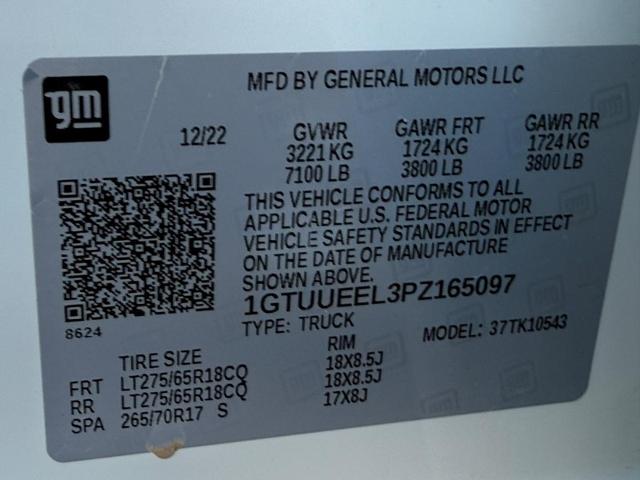 gm
MFD BY GENERAL MOTORS LLC
12/22 GVWR GAWR FRT GAWR RR
3221 KG 1724 KG 1724 KG
7100 LB 3800 LB 3800 LB
THIS VEHICLE CONFORMS TO ALL
APPLICABLE U.S. FEDERAL MOTOR
VEHICLE SAFETY STANDARDS IN EFFECT
ON THE DATE OF MANUFACTURE
SHOWN ABOVE.
1GTUUEEL3PZ165097
8624
TYPE: TRUCK MODEL: 37TK10543
TIRE SIZE RIM
FRT LT275/65R18CQ 18X8.5J
RR LT275/65R18CQ 18X8.5J
SPA 265/70R17 S 17X8J